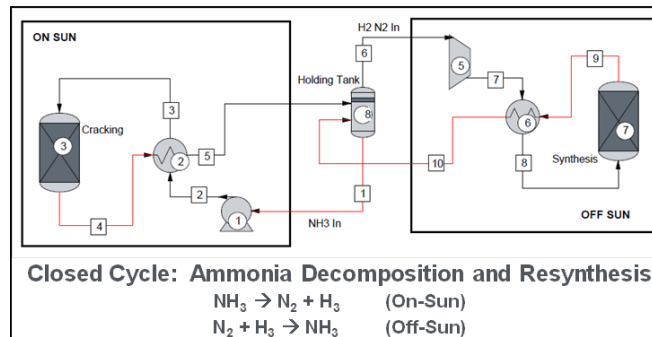 ON SUN
H2 N2 In
6
9
5
7
Holding Tank
3
Cracking
3
8
6
7
2
5
Synthesis
10
8
2
1
4
1
NH3 In
OFF SUN
Closed Cycle: Ammonia Decomposition and Resynthesis
NH₃ → N₂ + H₃ (On-Sun)
N₂ + H₃ → NH₃ (Off-Sun)